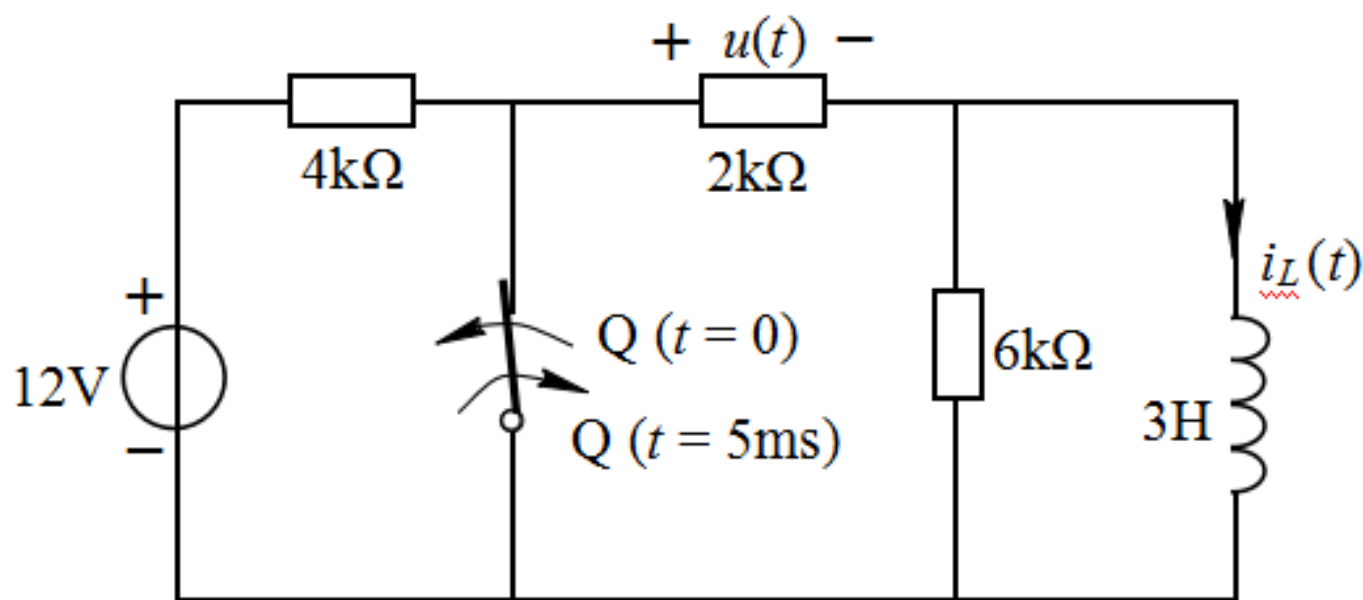 + u(t) −
4kΩ
2kΩ
+
12V
−
Q (t = 0)
Q (t = 5ms)
6kΩ
i_L(t)
3H